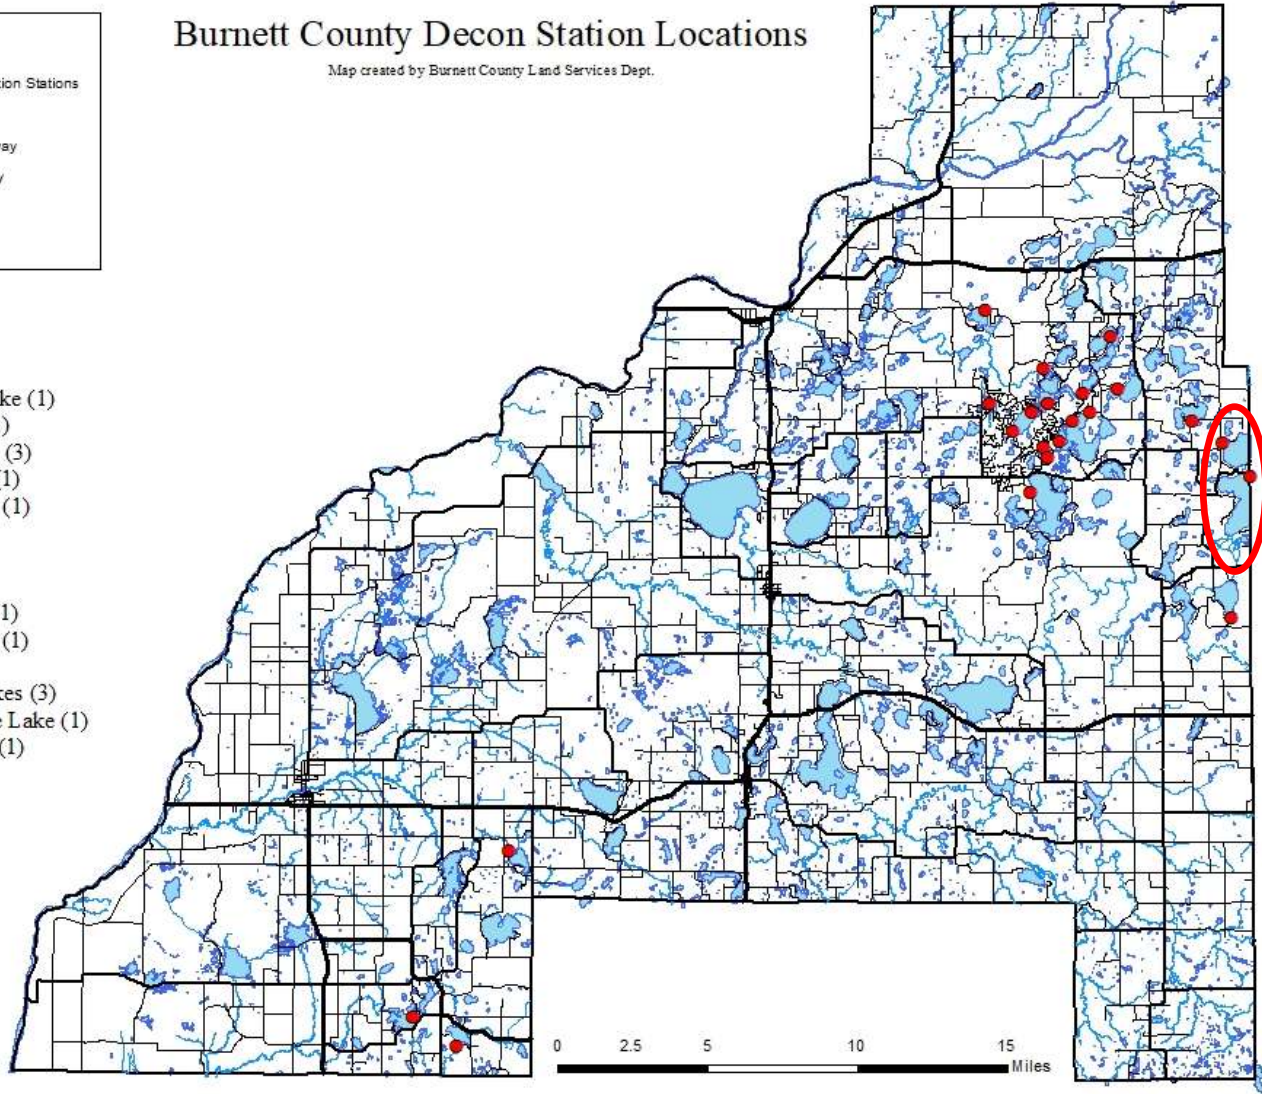 Burnett County Decon Station Locations
Map created by Burnett County Land Services Dept.
ion Stations
ay
y
ke (1)
)
(3)
(1)
(1)
1)
(1)
kes (3)
e Lake (1)
(1)
0 2.5 5 10 15
Miles